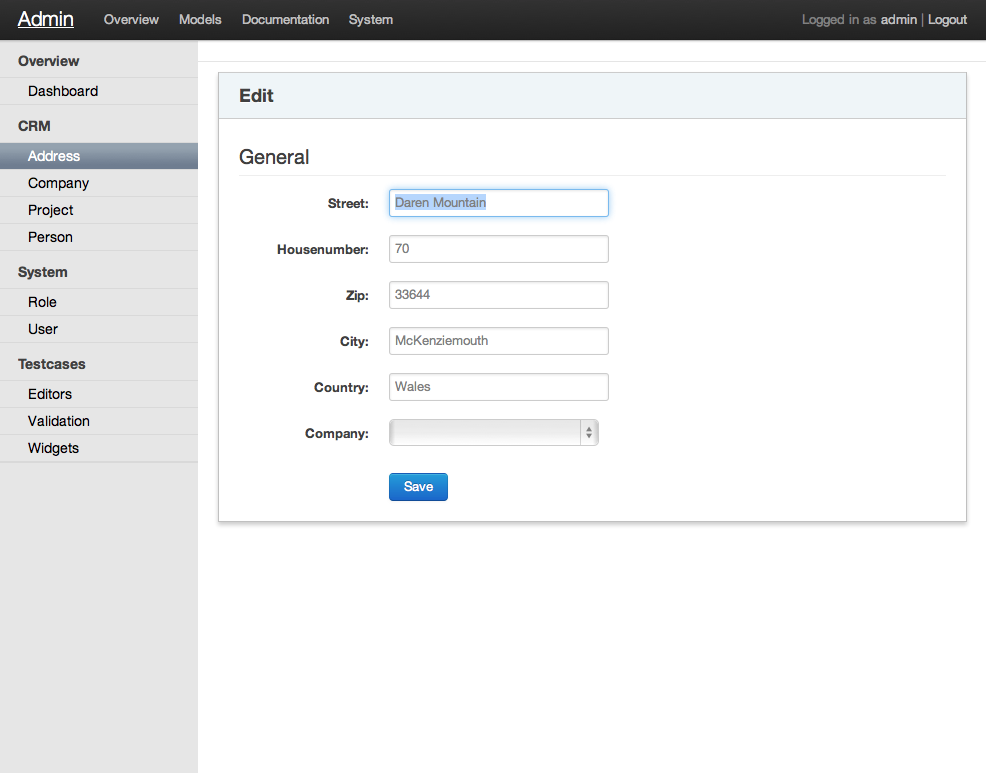 Admin Overview Models Documentation System Logged in as admin | Logout
Overview
Dashboard
CRM
Address
Company
Project
Person
System
Role
User
Testcases
Editors
Validation
Widgets
Edit
General
Street: Daren Mountain
Housenumber: 70
Zip: 33644
City: McKenziemouth
Country: Wales
Company:
Save